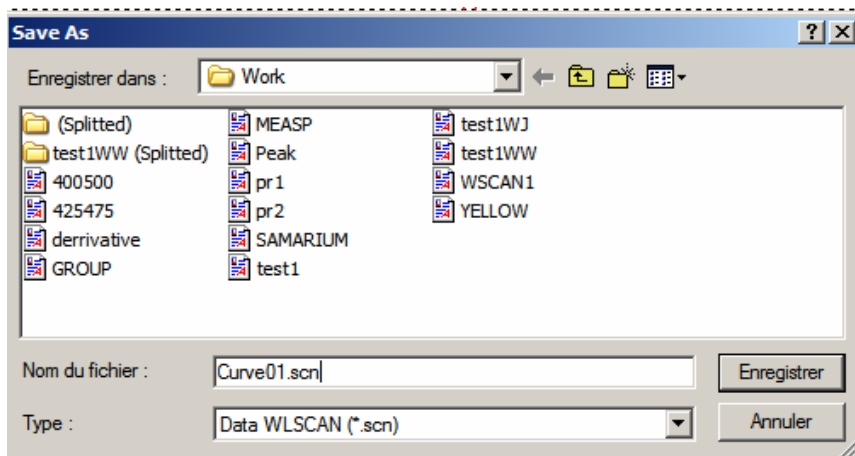 Save As
Enregistrer dans :
Work
(Splitted)
test1WW (Splitted)
400500
425475
derrivative
GROUP
MEASP
Peak
pr1
pr2
SAMARIUM
test1
test1WJ
test1WW
WSCAN1
YELLOW
Nom du fichier :
Curve01.scn
Enregistrer
Type :
Data WLSCAN (*.scn)
Annuler